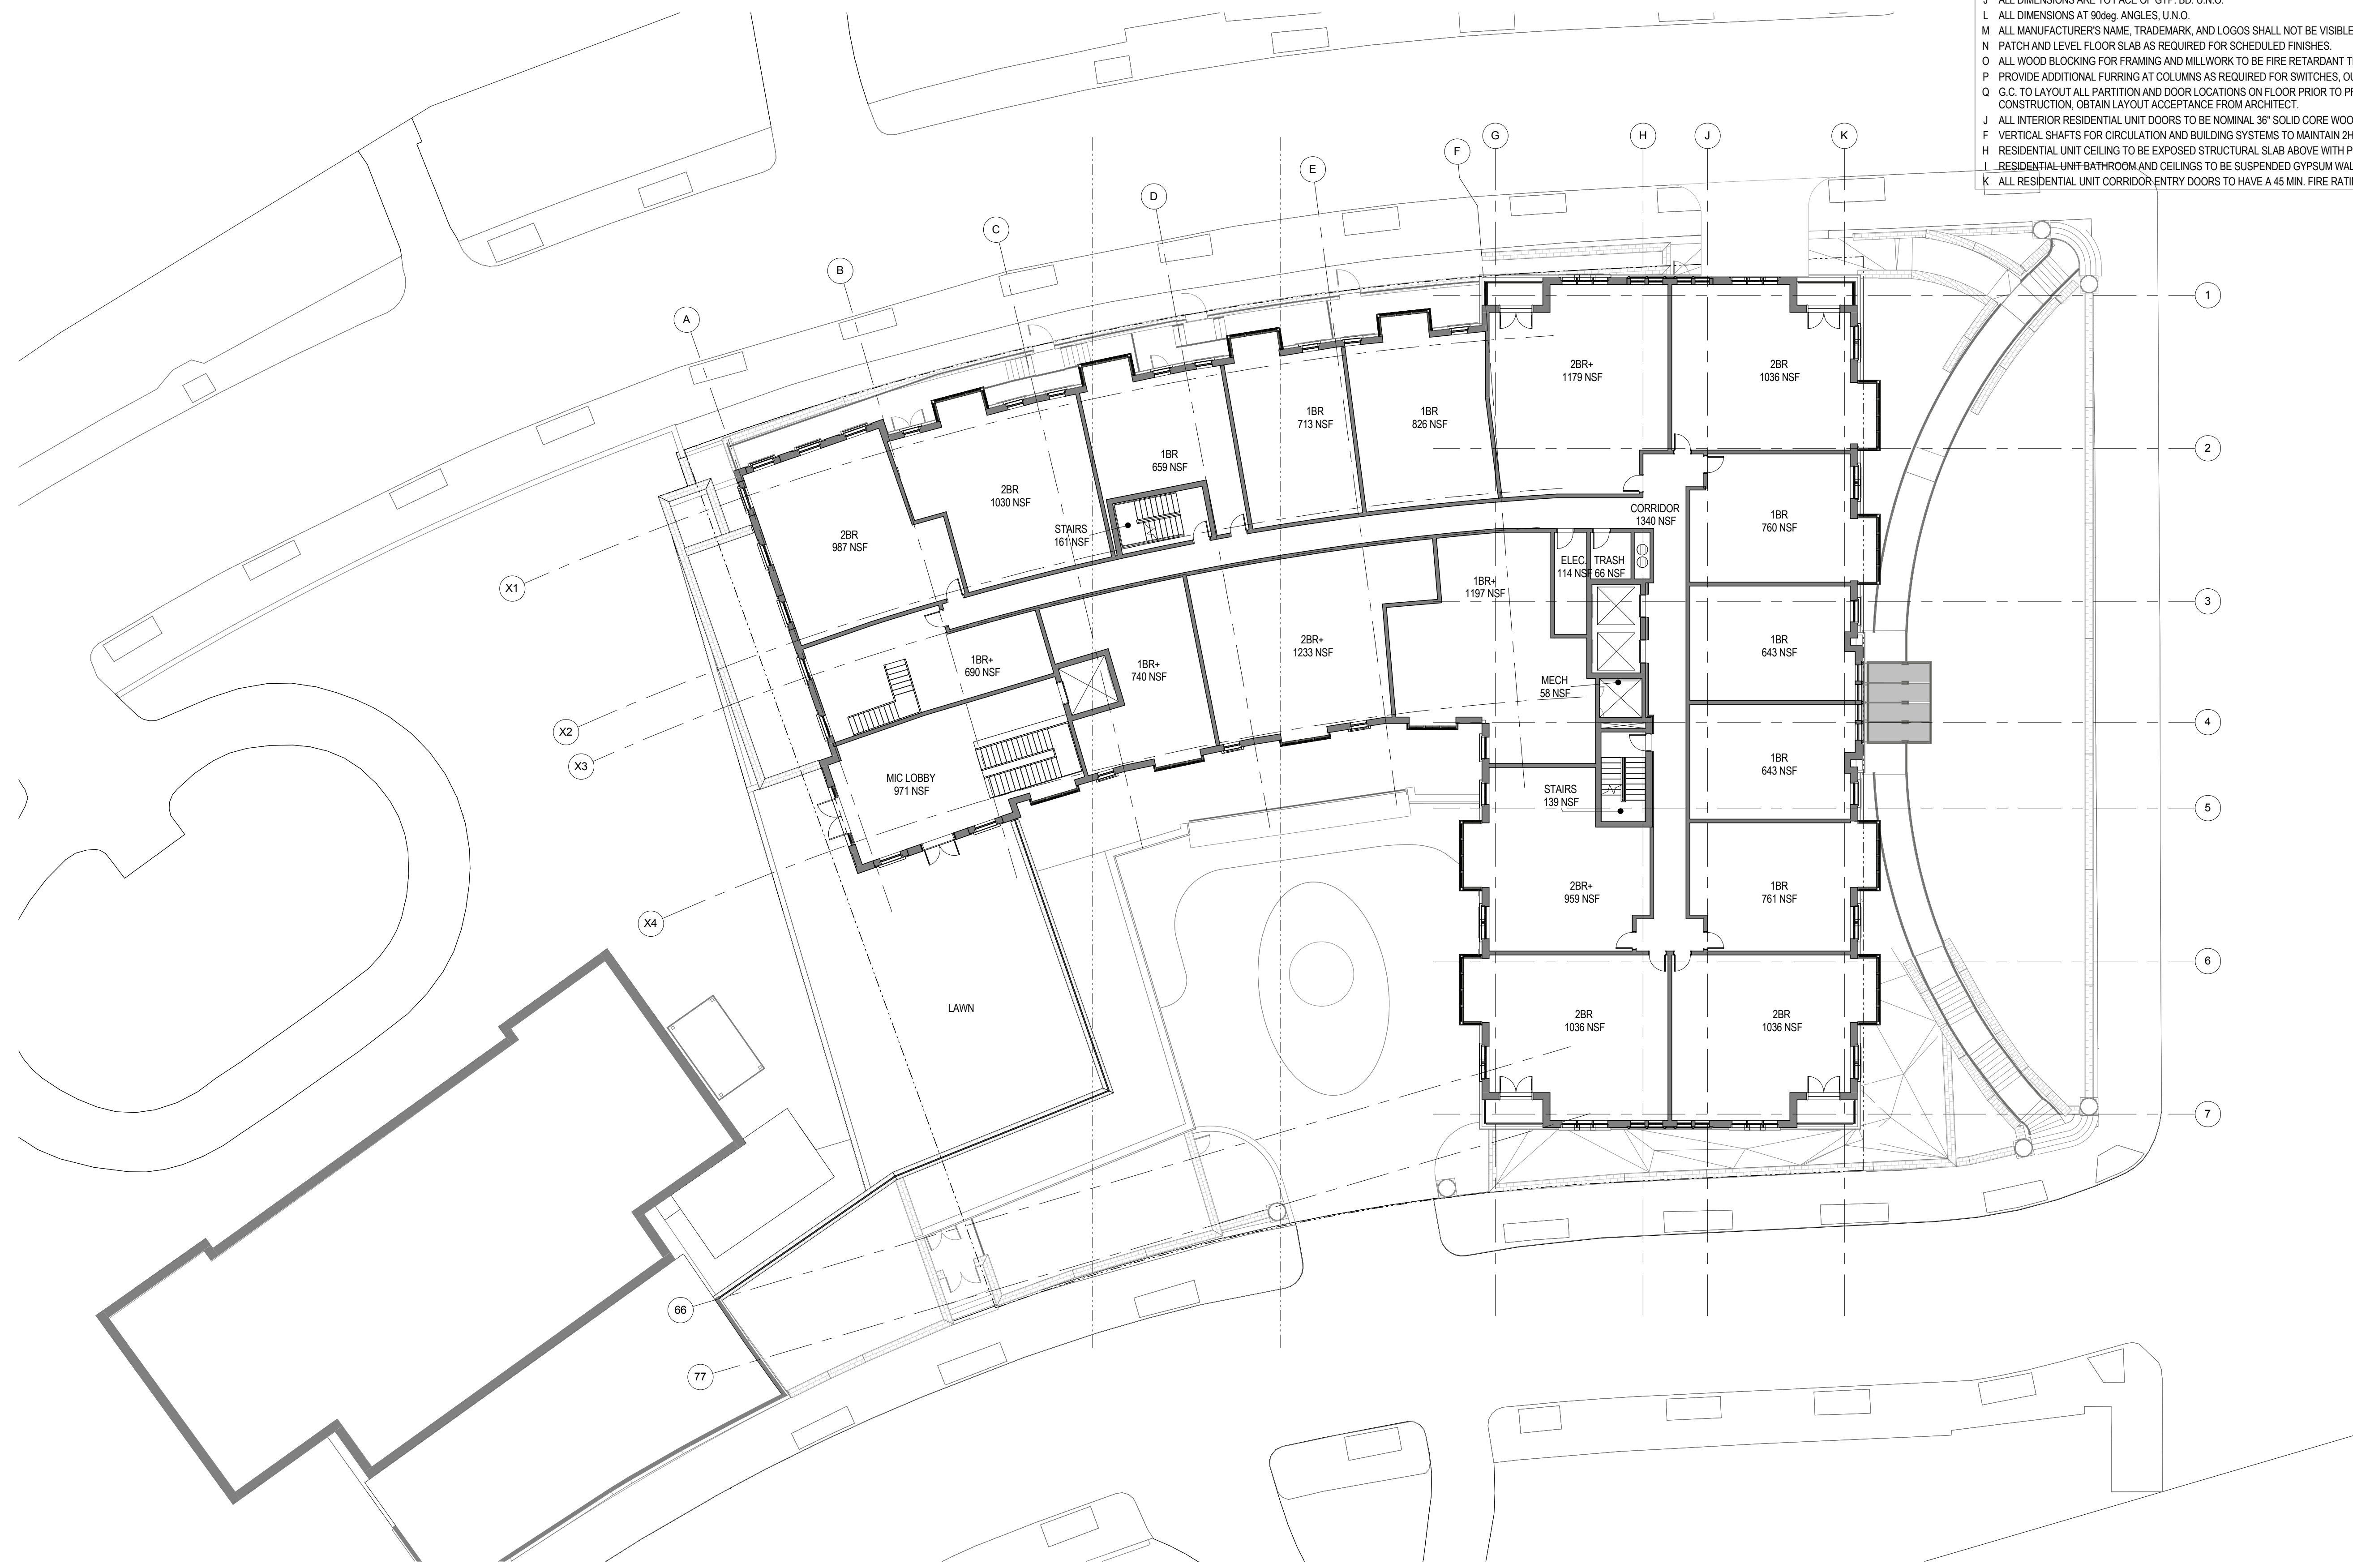 J ALL DIMENSIONS ARE TO FACE OF GYP. BD. U.N.O.
L ALL DIMENSIONS AT 90deg. ANGLES, U.N.O.
M ALL MANUFACTURER'S NAME, TRADEMARK, AND LOGOS SHALL NOT BE VISIBLE
N PATCH AND LEVEL FLOOR SLAB AS REQUIRED FOR SCHEDULED FINISHES.
O ALL WOOD BLOCKING FOR FRAMING AND MILLWORK TO BE FIRE RETARDANT
P PROVIDE ADDITIONAL FURRING AT COLUMNS AS REQUIRED FOR SWITCHES,
Q G.C. TO LAYOUT ALL PARTITION AND DOOR LOCATIONS ON FLOOR PRIOR TO
CONSTRUCTION, OBTAIN LAYOUT ACCEPTANCE FROM ARCHITECT.
J ALL INTERIOR RESIDENTIAL UNIT DOORS TO BE NOMINAL 36" SOLID CORE
F VERTICAL SHAFTS FOR CIRCULATION AND BUILDING SYSTEMS TO MAINTAIN
H RESIDENTIAL UNIT CEILING TO BE EXPOSED STRUCTURAL SLAB ABOVE WITH
I RESIDENTIAL UNIT BATHROOM AND CEILINGS TO BE SUSPENDED GYPSUM
K ALL RESIDENTIAL UNIT CORRIDOR ENTRY DOORS TO HAVE A 45 MIN. FIRE
G
H
J
K
F
E
D
C
B
A
1
2
3
4
5
6
7
X1
X2
X3
X4
66
77
2BR+
1179 NSF
2BR
1036 NSF
1BR
713 NSF
1BR
826 NSF
1BR
659 NSF
2BR
1030 NSF
2BR
987 NSF
STAIRS
161 NSF
CORRIDOR
1340 NSF
1BR
760 NSF
ELEC.
114 NSF
TRASH
66 NSF
1BR+
1197 NSF
2BR+
1233 NSF
1BR+
740 NSF
1BR+
690 NSF
1BR
643 NSF
MECH
58 NSF
MIC LOBBY
971 NSF
1BR
643 NSF
STAIRS
139 NSF
2BR+
959 NSF
1BR
761 NSF
LAWN
2BR
1036 NSF
2BR
1036 NSF